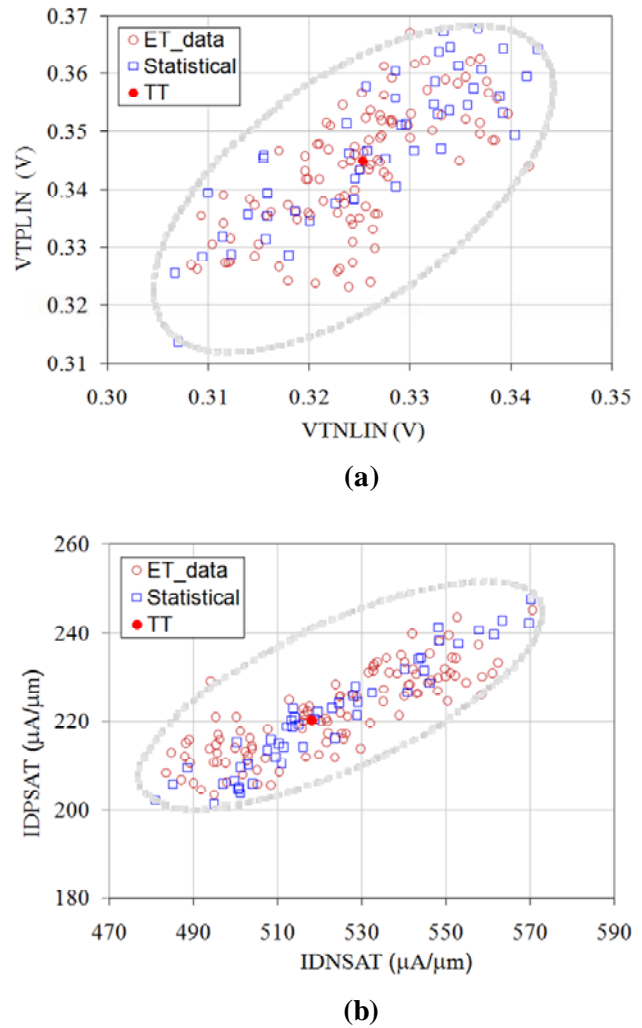 0.37
0.36
0.35
0.34
0.33
0.32
0.31
VTPLIN (V)
ET_data
Statistical
TT
0.30 0.31 0.32 0.33 0.34 0.35
VTNLIN (V)
(a)
260
240
220
200
180
IDPSAT (μA/μm)
ET_data
Statistical
TT
470 490 510 530 550 570 590
IDNSAT (μA/μm)
(b)